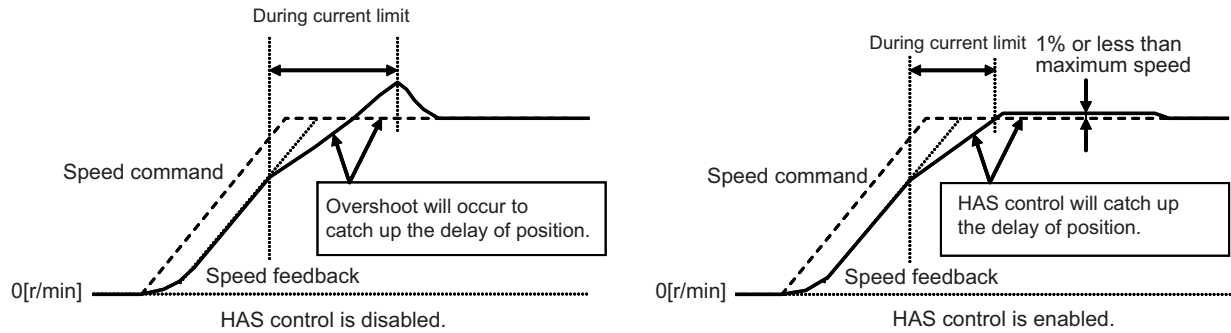 During current limit
Speed command
Overshoot will occur to
catch up the delay of position.
Speed feedback
0[r/min]
HAS control is disabled.
During current limit
1% or less than
maximum speed
Speed command
HAS control will catch up
the delay of position.
Speed feedback
0[r/min]
HAS control is enabled.